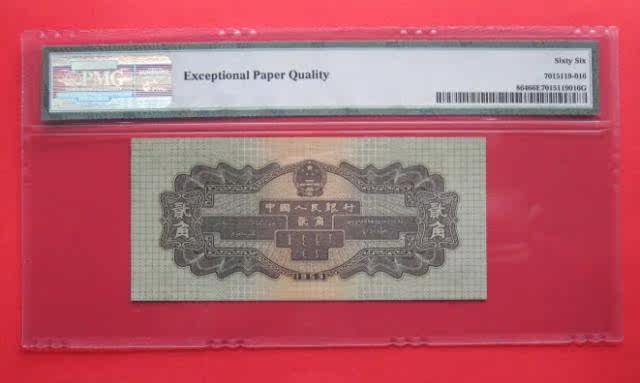 PMG
Exceptional Paper Quality
Sixty Six
7015119-016
86466E7015119016G
中國人民銀行
貳角
貳角
貳角
1953